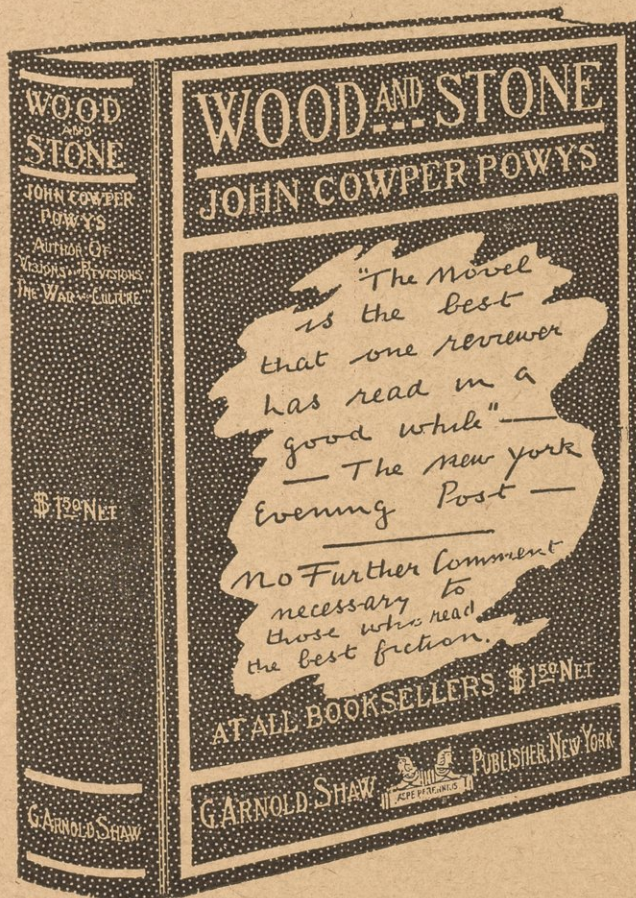 WOOD
AND
STONE
JOHN COWPER
POWYS
AUTHOR OF
VISIONS AND REVISIONS
THE WAR AND CULTURE
$1.50 NET
G. ARNOLD SHAW
WOOD AND STONE
JOHN COWPER POWYS
"The Novel
is the best
that one reviewer
has read in a
good while"—
— The New York
Evening Post —
No Further Comment
necessary to
those who read
the best fiction.
AT ALL BOOKSELLERS $1.50 NET
G. ARNOLD SHAW PUBLISHER, NEW YORK